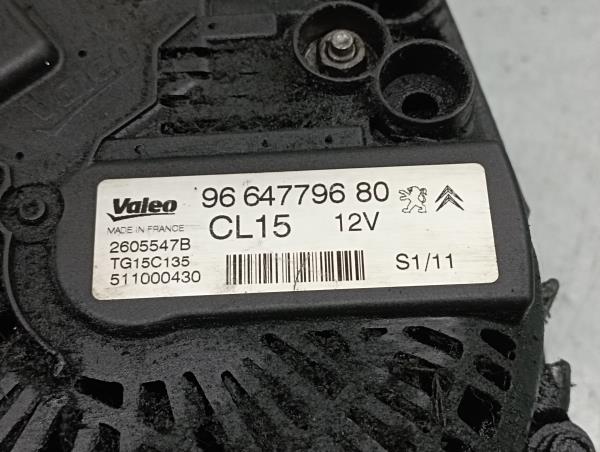 Valeo 96 647796 80
MADE IN FRANCE CL15 12V
2605547B
TG15C135
511000430 S1/11